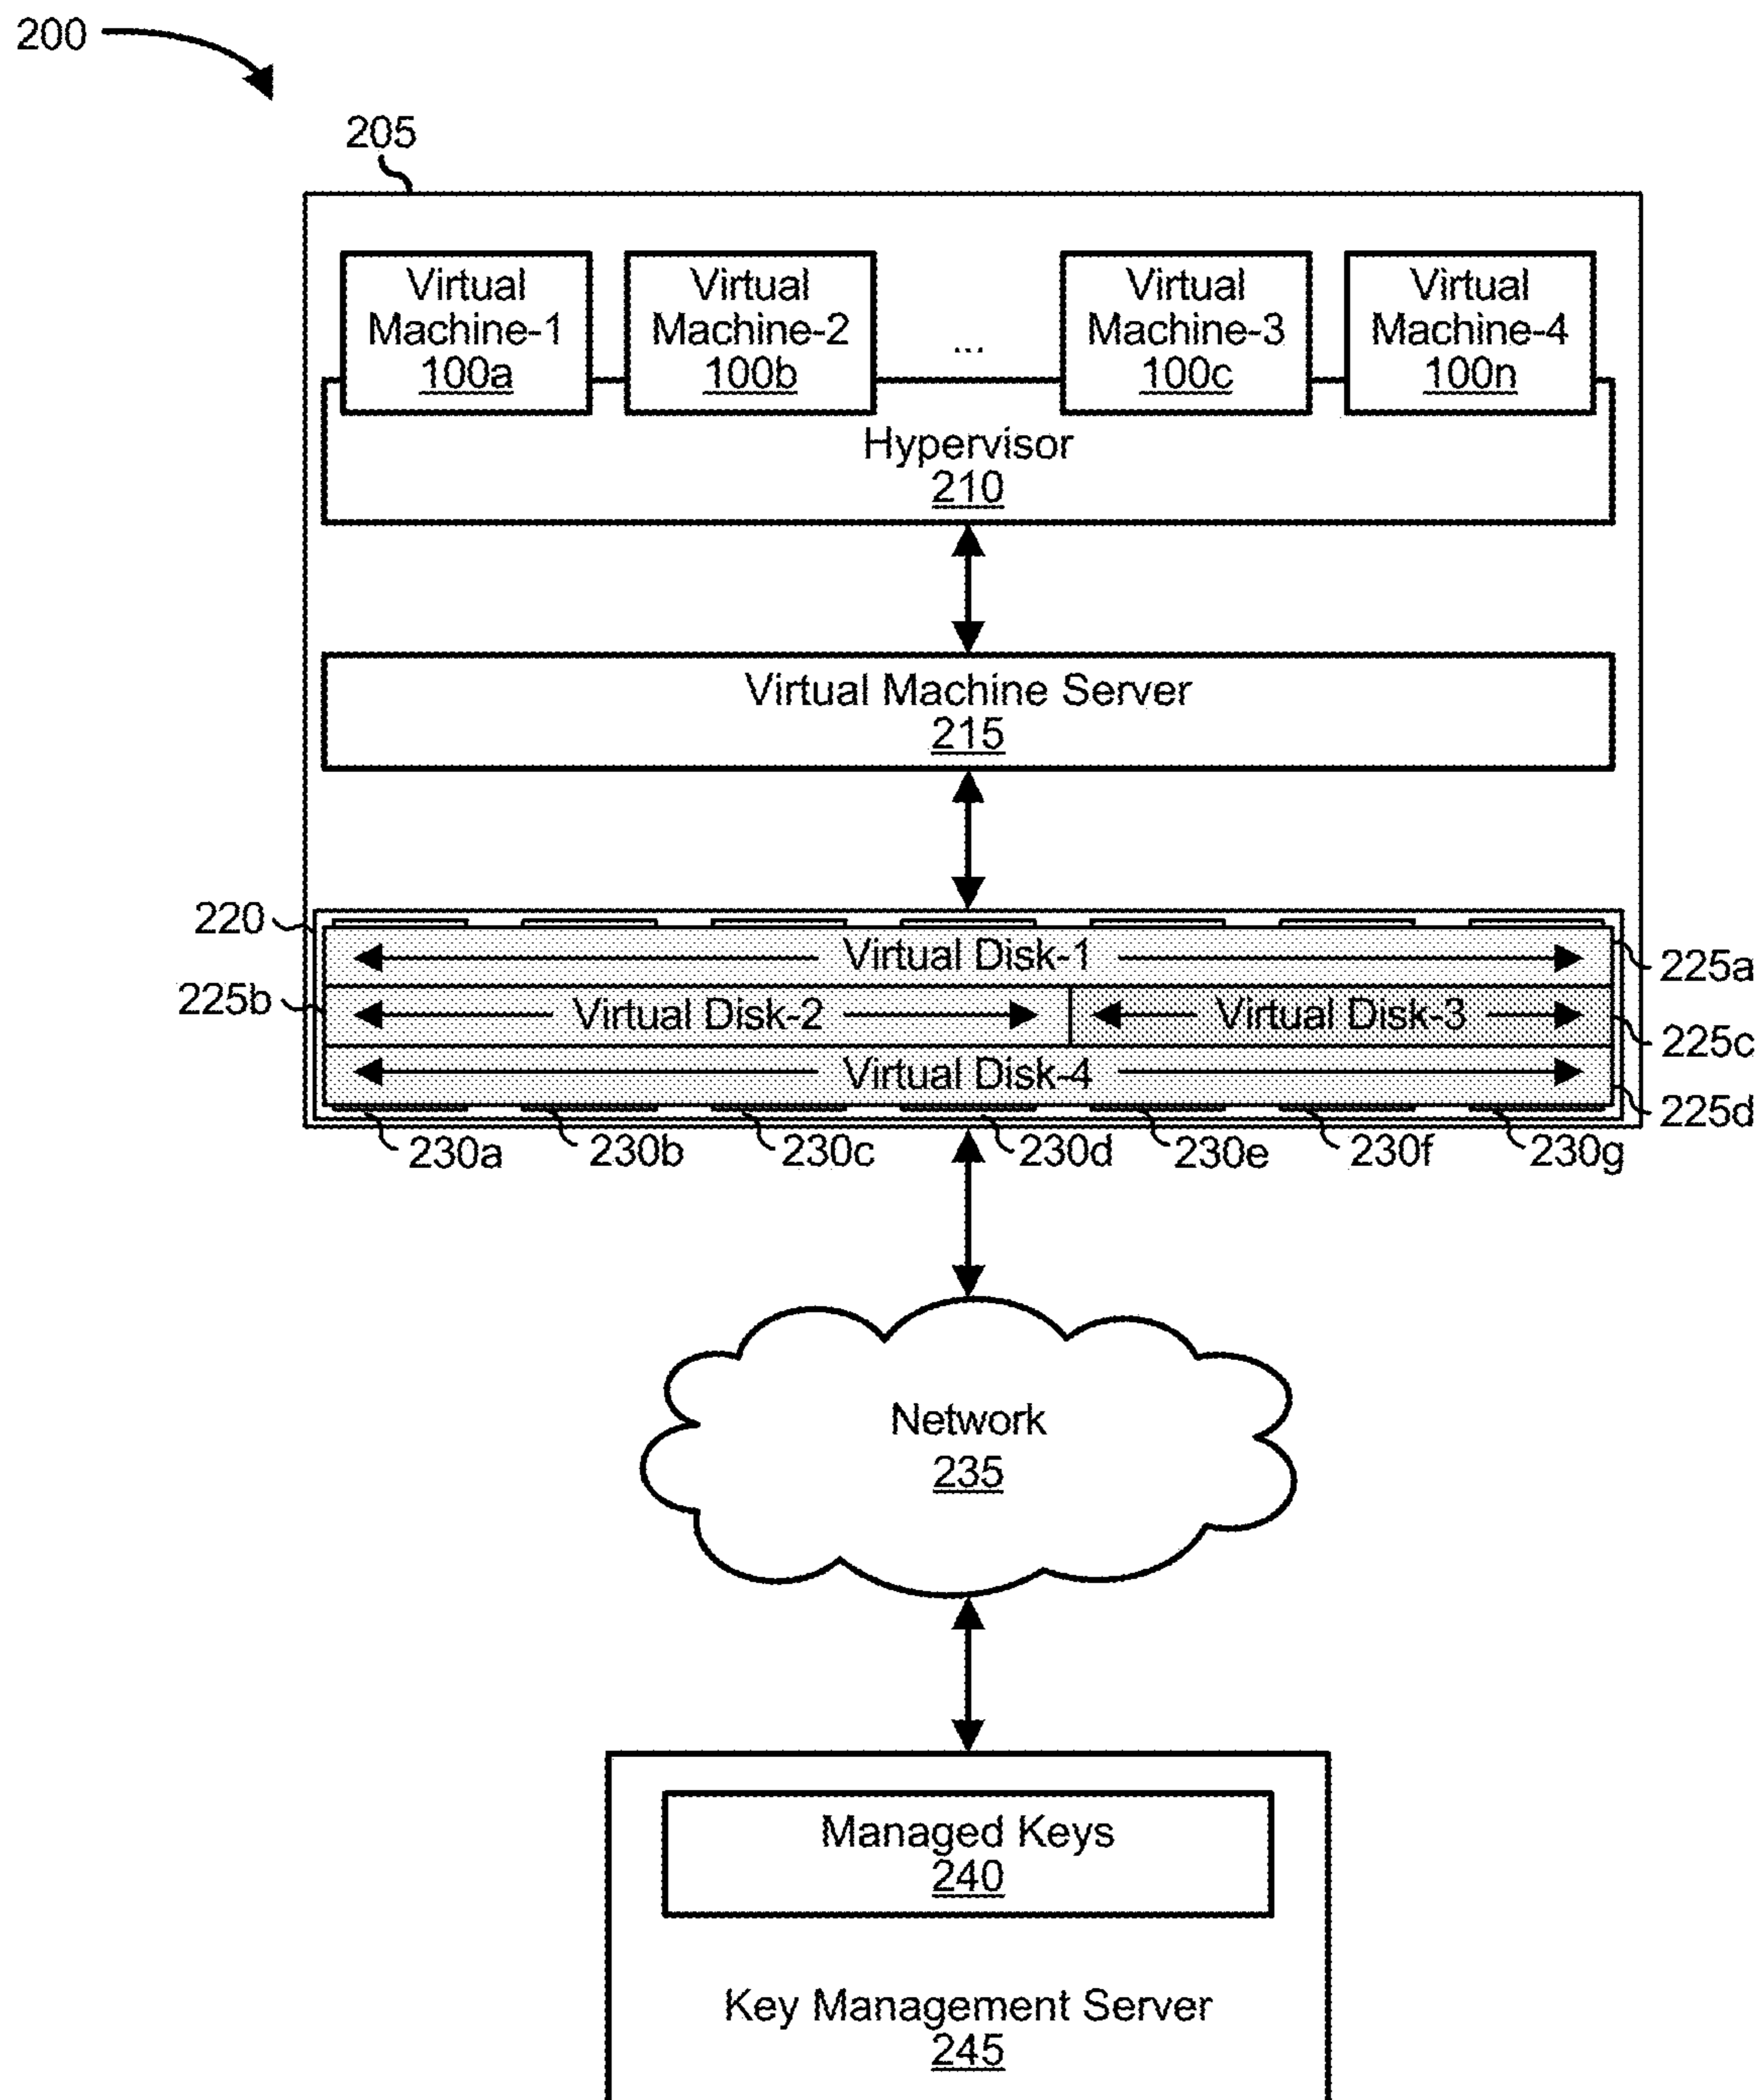 200
205
Virtual Machine-1 100a
Virtual Machine-2 100b
...
Virtual Machine-3 100c
Virtual Machine-4 100n
Hypervisor
210
Virtual Machine Server
215
220
Virtual Disk-1
225a
225b
Virtual Disk-2
Virtual Disk-3
225c
Virtual Disk-4
225d
230a
230b
230c
230d
230e
230f
230g
Network
235
Managed Keys
240
Key Management Server
245